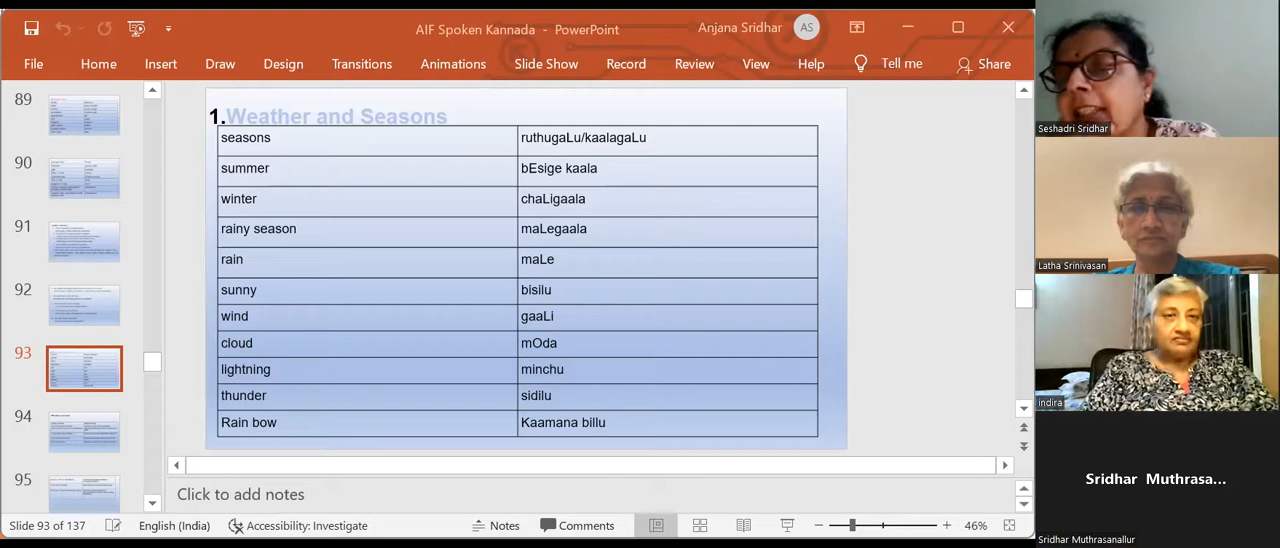 AIF Spoken Kannada - PowerPoint
Anjana Sridhar AS
File Home Insert Draw Design Transitions Animations Slide Show Record Review View Help Tell me Share
89
90
91
92
93
94
95
1.Weather and Seasons
seasons ruthugaLu/kaalagaLu
summer bEsige kaala
winter chaLigaala
rainy season maLegaala
rain maLe
sunny bisilu
wind gaaLi
cloud mOda
lightning minchu
thunder sidilu
Rain bow Kaamana billu
Click to add notes
Slide 93 of 137 English (India) Accessibility: Investigate Notes Comments 46%
Seshadri Sridhar
Latha Srinivasan
indira
Sridhar Muthrasa...
Sridhar Muthrasanallur